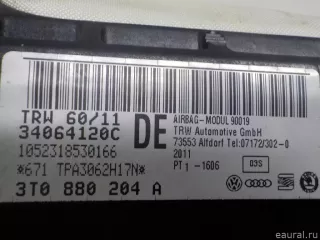 TRW 60/11
34064120C
1052318530166
*671 TPA3062H17N*
3T0 880 204 A
DE
AIRBAG-MODUL 90019
TRW Automotive GmbH
73553 Alfdorf Tel:07172/302-0
2011
PT1-1606
03S
eaural.ru